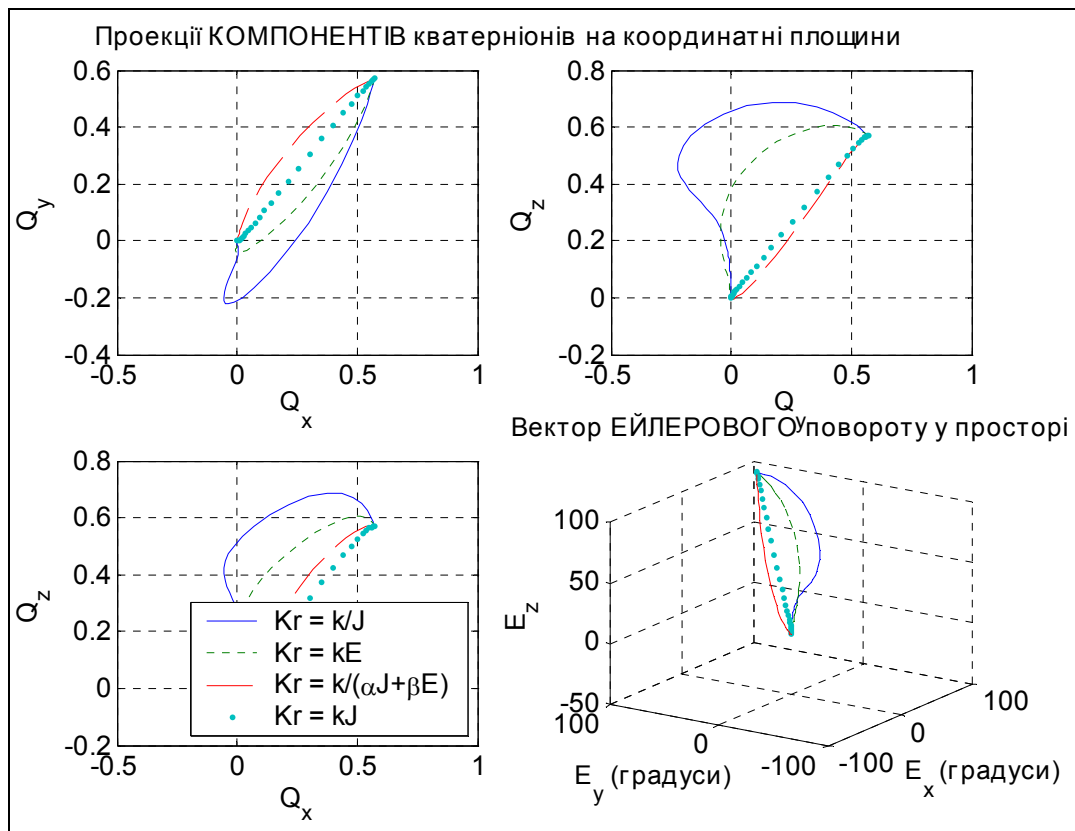 Проекції КОМПОНЕНТІВ кватерніонів на координатні площини
0.6
0.4
0.2
0
-0.2
-0.4
-0.5
0
0.5
1
Q_y
Q_x
0.8
0.6
0.4
0.2
0
-0.2
-0.5
0
0.5
1
Q_z
Q_y
Вектор ЕЙЛЕРОВОГО повороту у просторі
0.8
0.6
0.4
0.2
0
-0.2
-0.5
0
0.5
1
Q_z
Q_x
Kr = k/J
Kr = kE
Kr = k/(αJ+βE)
Kr = kJ
100
50
0
-50
100
0
-100
-100
0
100
E_z
E_y (градуси)
E_x (градуси)